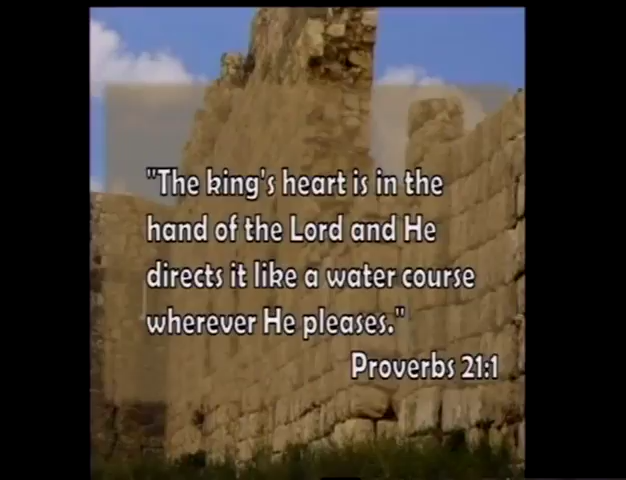 "The king's heart is in the
hand of the Lord and He
directs it like a water course
wherever He pleases."
Proverbs 21:1